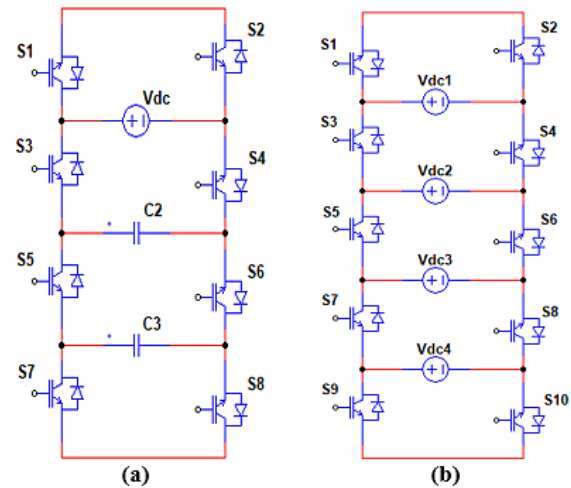 S1
S2
Vdc
S3
S4
C2
S5
S6
C3
S7
S8
(a)
S1
S2
Vdc1
S3
S4
Vdc2
S5
S6
Vdc3
S7
S8
Vdc4
S9
S10
(b)